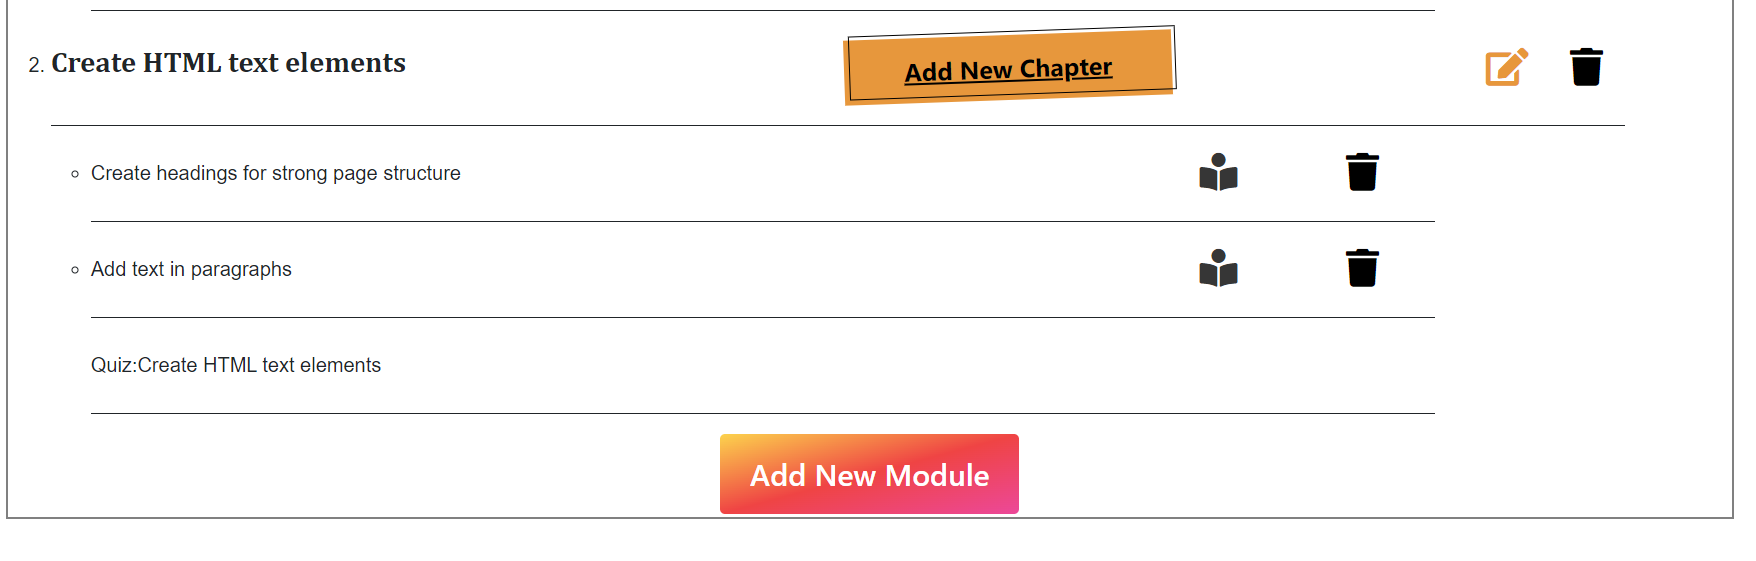 2. Create HTML text elements
Add New Chapter
Create headings for strong page structure
Add text in paragraphs
Quiz:Create HTML text elements
Add New Module